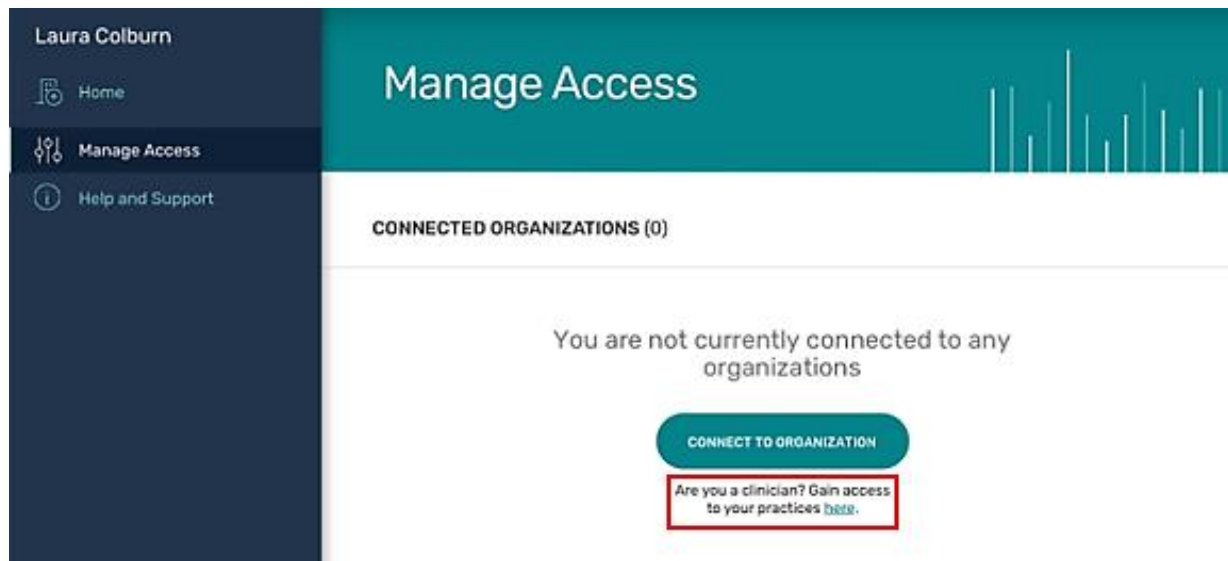 Laura Colburn
Home
Manage Access
Help and Support
Manage Access
CONNECTED ORGANIZATIONS (0)
You are not currently connected to any
organizations
CONNECT TO ORGANIZATION
Are you a clinician? Gain access
to your practices here.